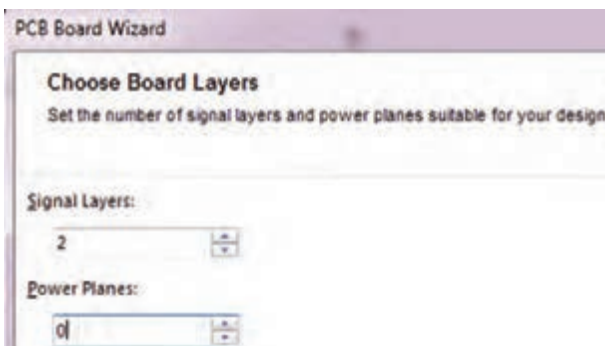 PCB Board Wizard
Choose Board Layers
Set the number of signal layers and power planes suitable for your design
Signal Layers:
2
Power Planes:
0